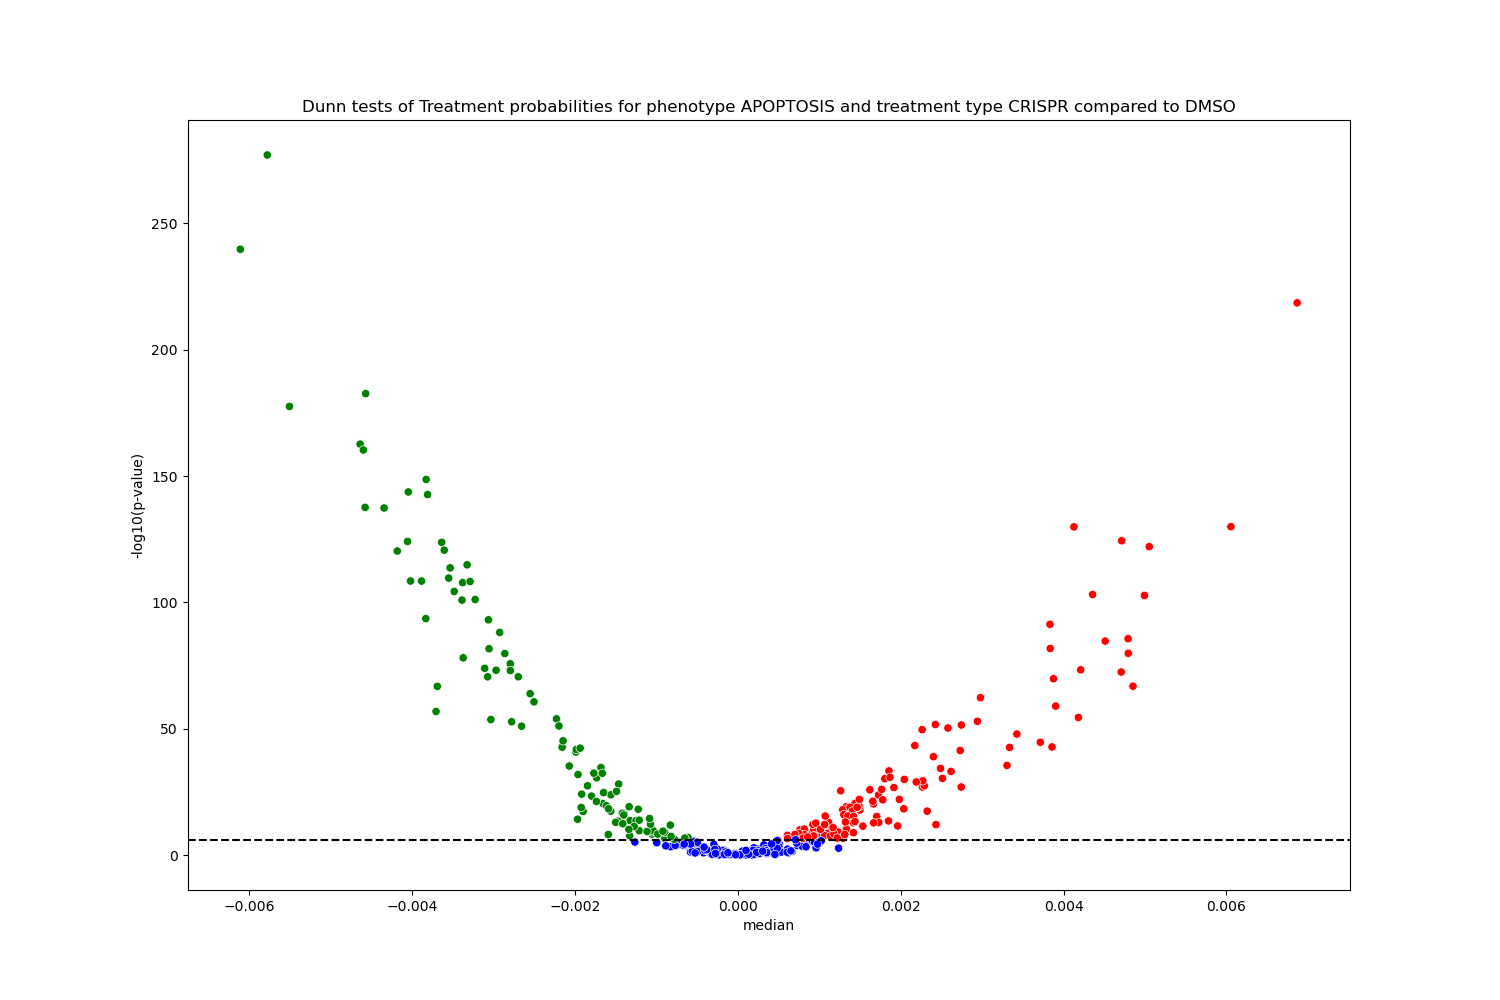 Dunn tests of Treatment probabilities for phenotype APOPTOSIS and treatment type CRISPR compared to DMSO
250
200
150
100
50
0
-log10(p-value)
−0.006 −0.004 −0.002 0.000 0.002 0.004 0.006
median